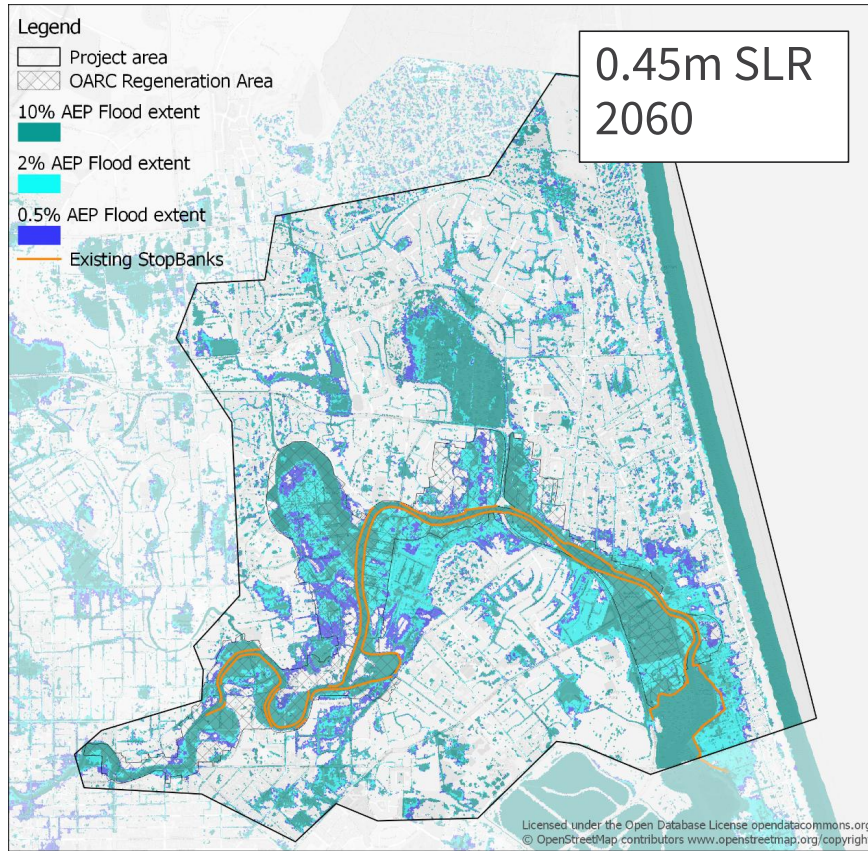 Legend
Project area
OARC Regeneration Area
10% AEP Flood extent
2% AEP Flood extent
0.5% AEP Flood extent
Existing StopBanks
0.45m SLR
2060
Licensed under the Open Database License opendatacommons.org
© OpenStreetMap contributors www.openstreetmap.org/copyright